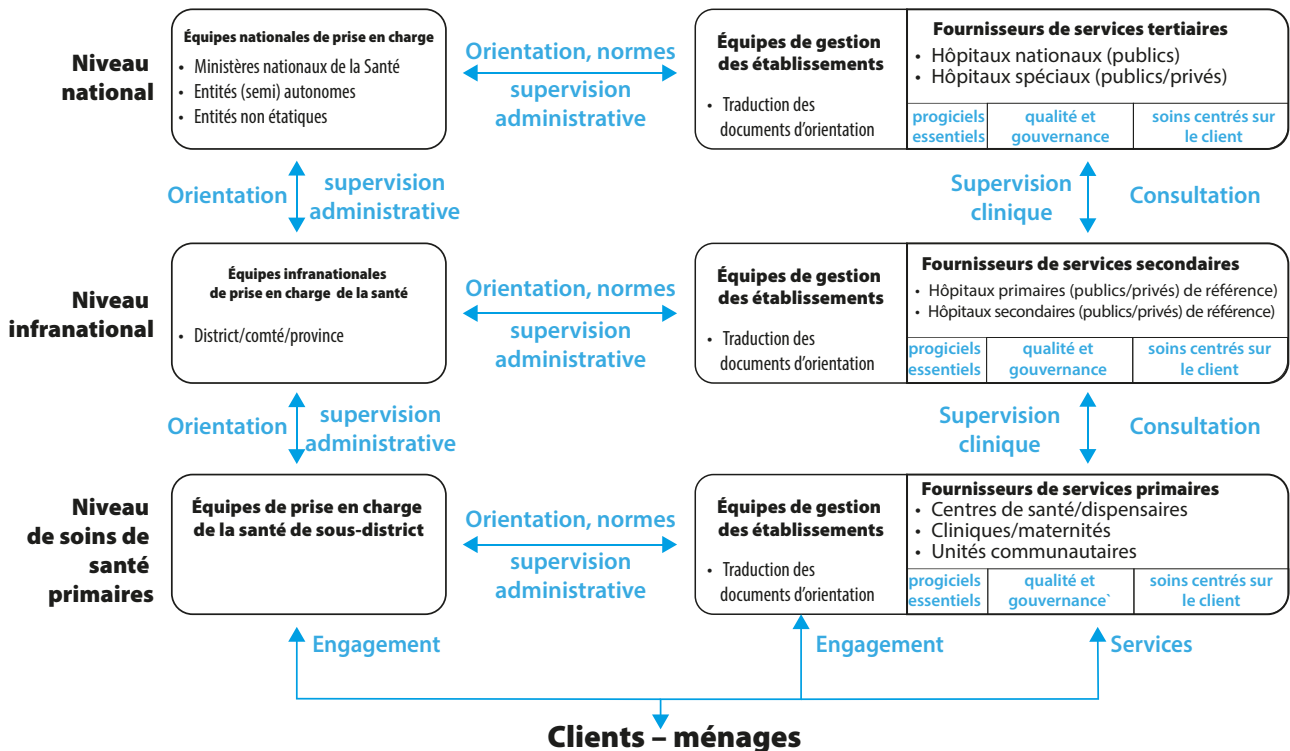 Niveau
national
Équipes nationales de prise en charge
• Ministères nationaux de la Santé
• Entités (semi) autonomes
• Entités non étatiques
Orientation, normes
supervision
administrative
Équipes de gestion
des établissements
• Traduction des
documents d'orientation
Fournisseurs de services tertiaires
• Hôpitaux nationaux (publics)
• Hôpitaux spéciaux (publics/privés)
progiciels
essentiels
qualité et
gouvernance
soins centrés sur
le client
Orientation
supervision
administrative
Supervision
clinique
Consultation
Niveau
infranational
Équipes infranationales
de prise en charge de la santé
• District/comté/province
Orientation, normes
supervision
administrative
Équipes de gestion
des établissements
• Traduction des
documents d'orientation
Fournisseurs de services secondaires
• Hôpitaux primaires (publics/privés) de référence)
• Hôpitaux secondaires (publics/privés) de référence)
progiciels
essentiels
qualité et
gouvernance
soins centrés sur
le client
Orientation
supervision
administrative
Supervision
clinique
Consultation
Niveau
de soins de
santé
primaires
Équipes de prise en charge
de la santé de sous-district
Orientation, normes
supervision
administrative
Équipes de gestion
des établissements
• Traduction des
documents d'orientation
Fournisseurs de services primaires
• Centres de santé/dispensaires
• Cliniques/maternités
• Unités communautaires
progiciels
essentiels
qualité et
gouvernance`
soins centrés sur
le client
Engagement
Engagement
Services
Clients – ménages